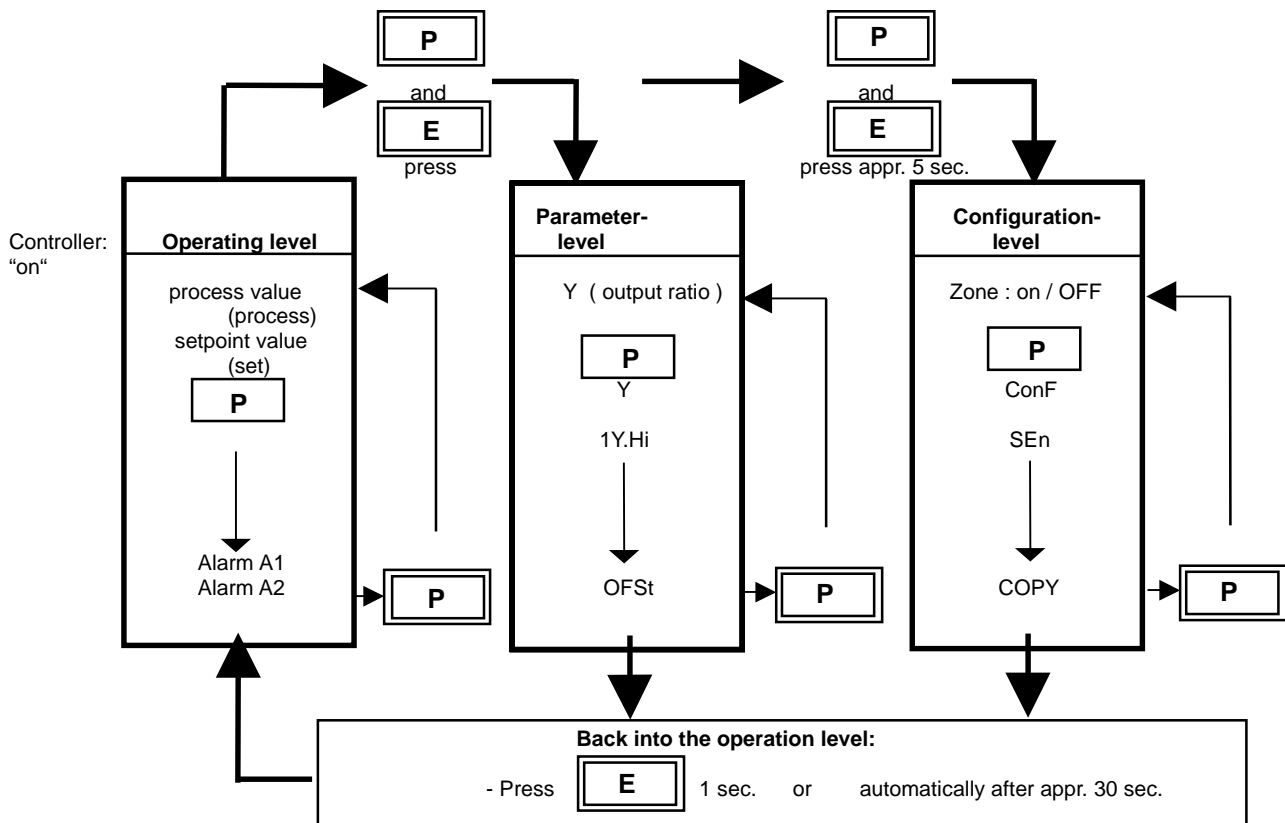 P
and
E
press
P
and
E
press appr. 5 sec.
Controller:
“on“
Operating level
process value
(process)
setpoint value
(set)
P
Alarm A1
Alarm A2
P
Parameter-
level
Y ( output ratio )
P
Y
1Y.Hi
OFSt
P
Configuration-
level
Zone : on / OFF
P
ConF
SEn
COPY
P
Back into the operation level:
- Press E 1 sec. or automatically after appr. 30 sec.